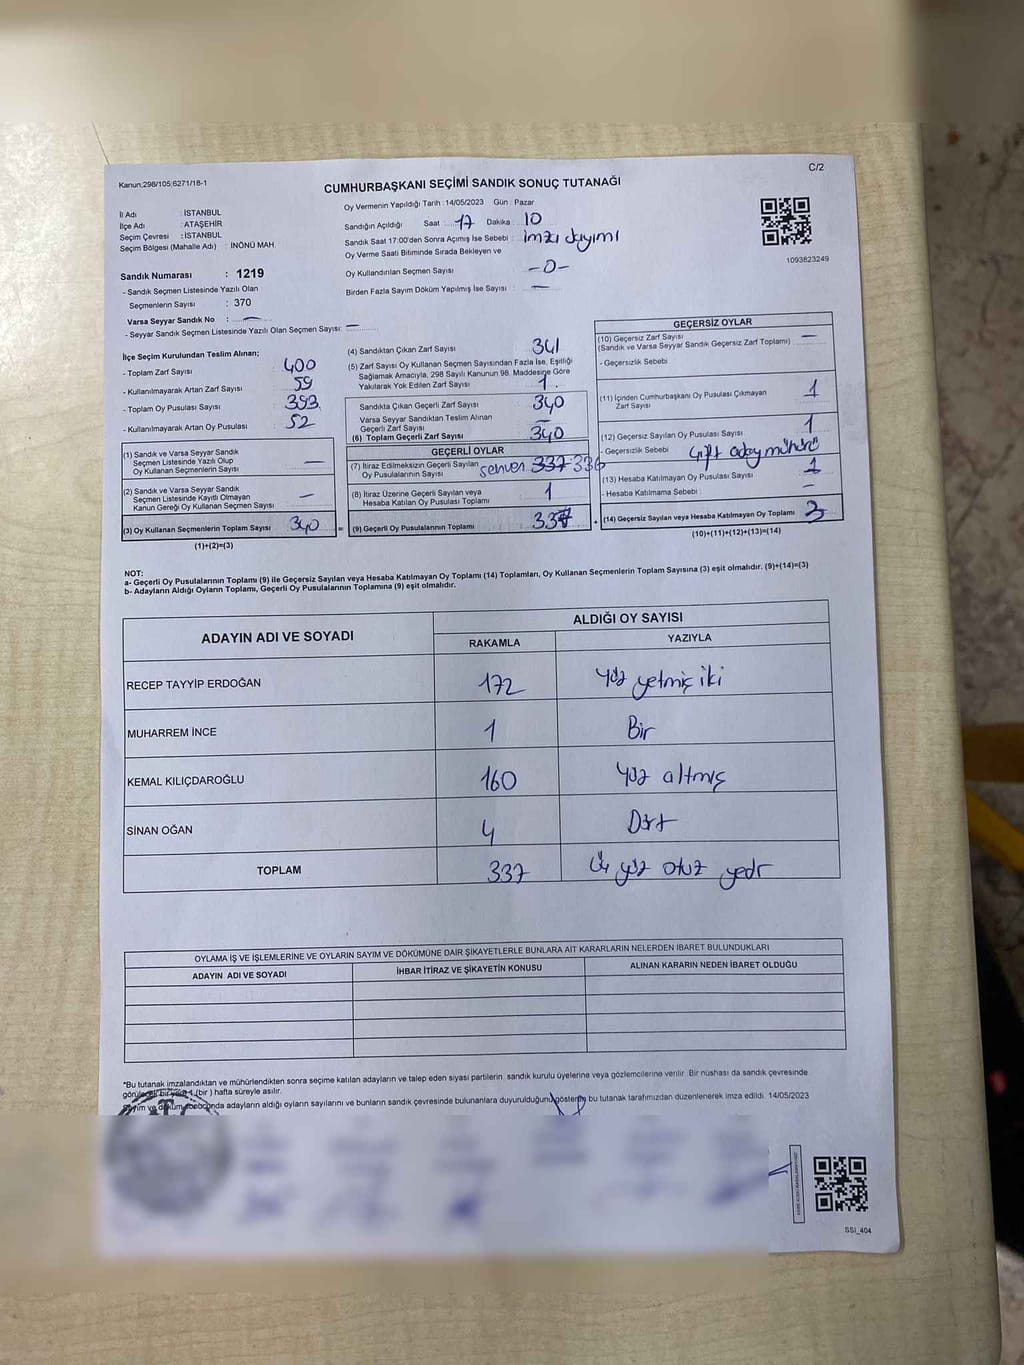 Kanun;298/105;6271/18-1
C/2
CUMHURBAŞKANI SEÇİMİ SANDIK SONUÇ TUTANAĞI
İl Adı : İSTANBUL
İlçe Adı : ATAŞEHİR
Seçim Çevresi : İSTANBUL
Seçim Bölgesi (Mahalle Adı) : İNÖNÜ MAH.
Oy Vermenin Yapıldığı Tarih : 14/05/2023 Gün : Pazar
Sandığın Açıldığı Saat : 17 Dakika : 10
Sandık Saat 17:00'den Sonra Açımış İse Sebebi : imza sayımı
Oy Verme Saati Bitiminde Sırada Bekleyen ve
Oy Kullandırılan Seçmen Sayısı -0-
Birden Fazla Sayım Döküm Yapılmış İse Sayısı : —
1093823249
Sandık Numarası : 1219
- Sandık Seçmen Listesinde Yazılı Olan
Seçmenlerin Sayısı : 370
Varsa Seyyar Sandık No : —
- Seyyar Sandık Seçmen Listesinde Yazılı Olan Seçmen Sayısı: —
İlçe Seçim Kurulundan Teslim Alınan;
- Toplam Zarf Sayısı : 400
- Kullanılmayarak Artan Zarf Sayısı : 59
- Toplam Oy Pusulası Sayısı : 393
- Kullanılmayarak Artan Oy Pusulası : 52
(1) Sandık ve Varsa Seyyar Sandık
Seçmen Listesinde Yazılı Olup
Oy Kullanan Seçmenlerin Sayısı —
(2) Sandık ve Varsa Seyyar Sandık
Seçmen Listesinde Kayıtlı Olmayan
Kanun Gereği Oy Kullanan Seçmen Sayısı —
(3) Oy Kullanan Seçmenlerin Toplam Sayısı 340 =
(1)+(2)=(3)
(4) Sandıktan Çıkan Zarf Sayısı 341
(5) Zarf Sayısı Oy Kullanan Seçmen Sayısından Fazla İse, Eşitliği
Sağlamak Amacıyla, 298 Sayılı Kanunun 98. Maddesine Göre
Yakılarak Yok Edilen Zarf Sayısı 1
Sandıkta Çıkan Geçerli Zarf Sayısı 340
Varsa Seyyar Sandıktan Teslim Alınan
Geçerli Zarf Sayısı —
(6) Toplam Geçerli Zarf Sayısı 340
GEÇERLİ OYLAR
(7) İtiraz Edilmeksizin Geçerli Sayılan
Oy Pusulalarının Sayısı 337 336
(8) İtiraz Üzerine Geçerli Sayılan veya
Hesaba Katılan Oy Pusulası Toplamı 1
(9) Geçerli Oy Pusulalarının Toplamı 337 +
GEÇERSİZ OYLAR
(10) Geçersiz Zarf Sayısı
(Sandık ve Varsa Seyyar Sandık Geçersiz Zarf Toplamı) —
- Geçersizlik Sebebi
(11) İçinden Cumhurbaşkanı Oy Pusulası Çıkmayan
Zarf Sayısı 1
(12) Geçersiz Sayılan Oy Pusulası Sayısı 1
- Geçersizlik Sebebi çift aday mühürü
(13) Hesaba Katılmayan Oy Pusulası Sayısı 1
- Hesaba Katılmama Sebebi : —
(14) Geçersiz Sayılan veya Hesaba Katılmayan Oy Toplamı 3
(10)+(11)+(12)+(13)=(14)
NOT:
a- Geçerli Oy Pusulalarının Toplamı (9) ile Geçersiz Sayılan veya Hesaba Katılmayan Oy Toplamı (14) Toplamları, Oy Kullanan Seçmenlerin Toplam Sayısına (3) eşit olmalıdır. (9)+(14)=(3)
b- Adayların Aldığı Oyların Toplamı, Geçerli Oy Pusulalarının Toplamına (9) eşit olmalıdır.
ADAYIN ADI VE SOYADI
ALDIĞI OY SAYISI
RAKAMLA YAZIYLA
RECEP TAYYİP ERDOĞAN 172 yüz yetmiş iki
MUHARREM İNCE 1 Bir
KEMAL KILIÇDAROĞLU 160 yüz altmış
SİNAN OĞAN 4 Dört
TOPLAM 337 üç yüz otuz yedi
OYLAMA İŞ VE İŞLEMLERİNE VE OYLARIN SAYIM VE DÖKÜMÜNE DAİR ŞİKAYETLERLE BUNLARA AİT KARARLARIN NELERDEN İBARET BULUNDUKLARI
ADAYIN ADI VE SOYADI İHBAR İTİRAZ VE ŞİKAYETİN KONUSU ALINAN KARARIN NEDEN İBARET OLDUĞU
*Bu tutanak imzalandıktan ve mühürlendikten sonra seçime katılan adayların ve talep eden siyasi partilerin sandık kurulu üyelerine veya gözlemcilerine verilir. Bir nüshası da sandık çevresinde
görülecek bir yere 1 (bir) hafta süreyle asılır.
Sayım ve döküm sonucunda adayların aldığı oyların sayılarını ve bunların sandık çevresinde bulunanlara duyurulduğunu gösteren bu tutanak tarafımızdan düzenlenerek imza edildi. 14/05/2023
SSI_404